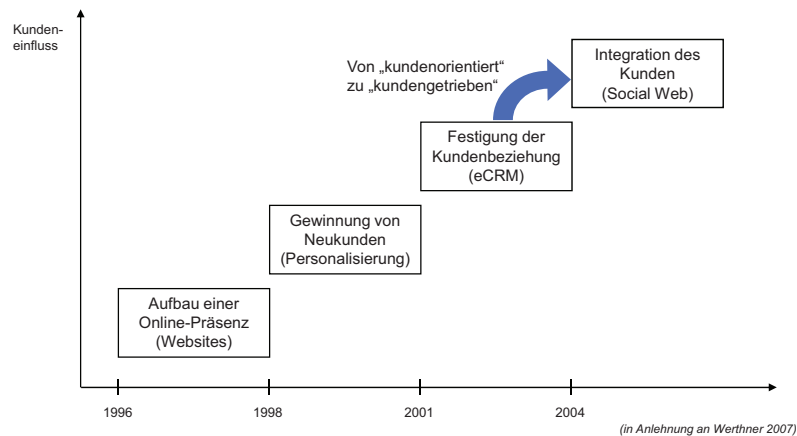 Kunden-
einfluss
Von „kundenorientiert“
zu „kundengetrieben“
Integration des
Kunden
(Social Web)
Festigung der
Kundenbeziehung
(eCRM)
Gewinnung von
Neukunden
(Personalisierung)
Aufbau einer
Online-Präsenz
(Websites)
1996
1998
2001
2004
(in Anlehnung an Werthner 2007)